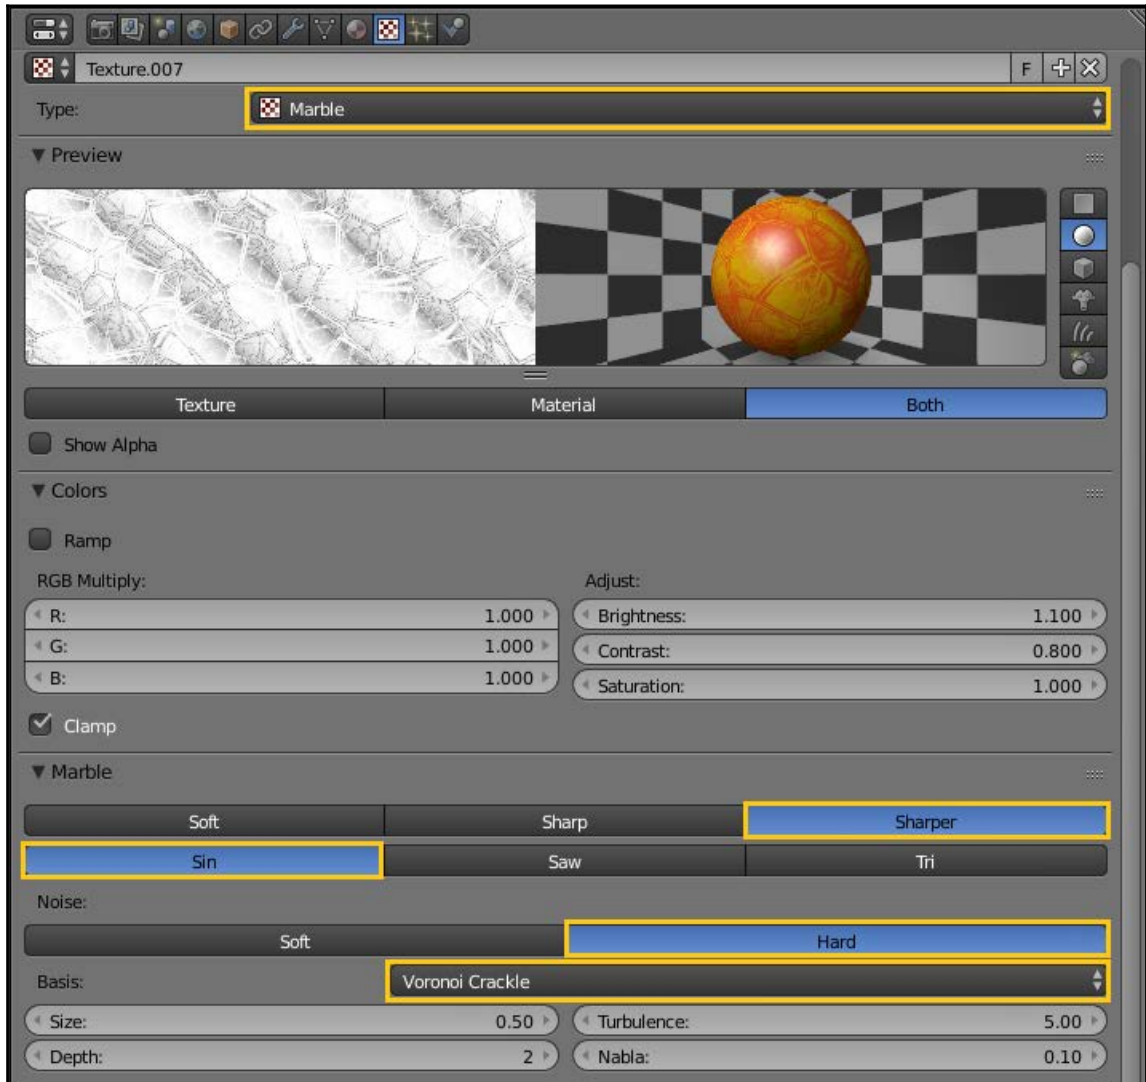 Texture.007 F
Type: Marble
Preview
Texture Material Both
Show Alpha
Colors
Ramp
RGB Multiply: Adjust:
R: 1.000 Brightness: 1.100
G: 1.000 Contrast: 0.800
B: 1.000 Saturation: 1.000
Clamp
Marble
Soft Sharp Sharper
Sin Saw Tri
Noise:
Soft Hard
Basis: Voronoi Crackle
Size: 0.50 Turbulence: 5.00
Depth: 2 Nabla: 0.10